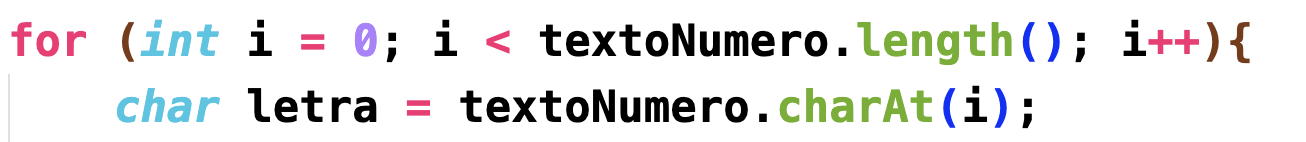 for (int i = 0; i < textoNumero.length(); i++){
    char letra = textoNumero.charAt(i);